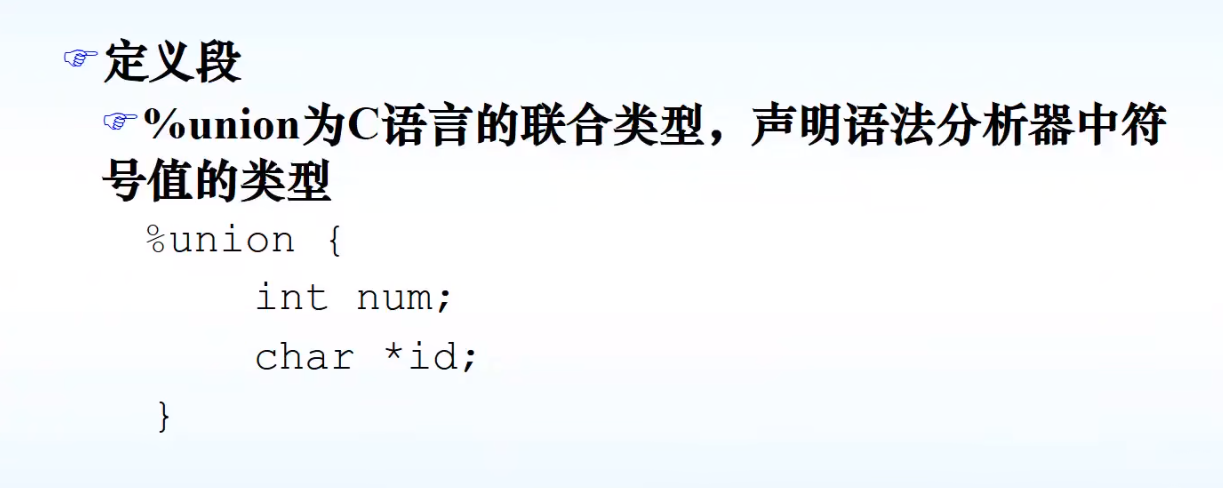 ☞定义段
☞%union为C语言的联合类型，声明语法分析器中符
号值的类型
%union {
int num;
char *id;
}